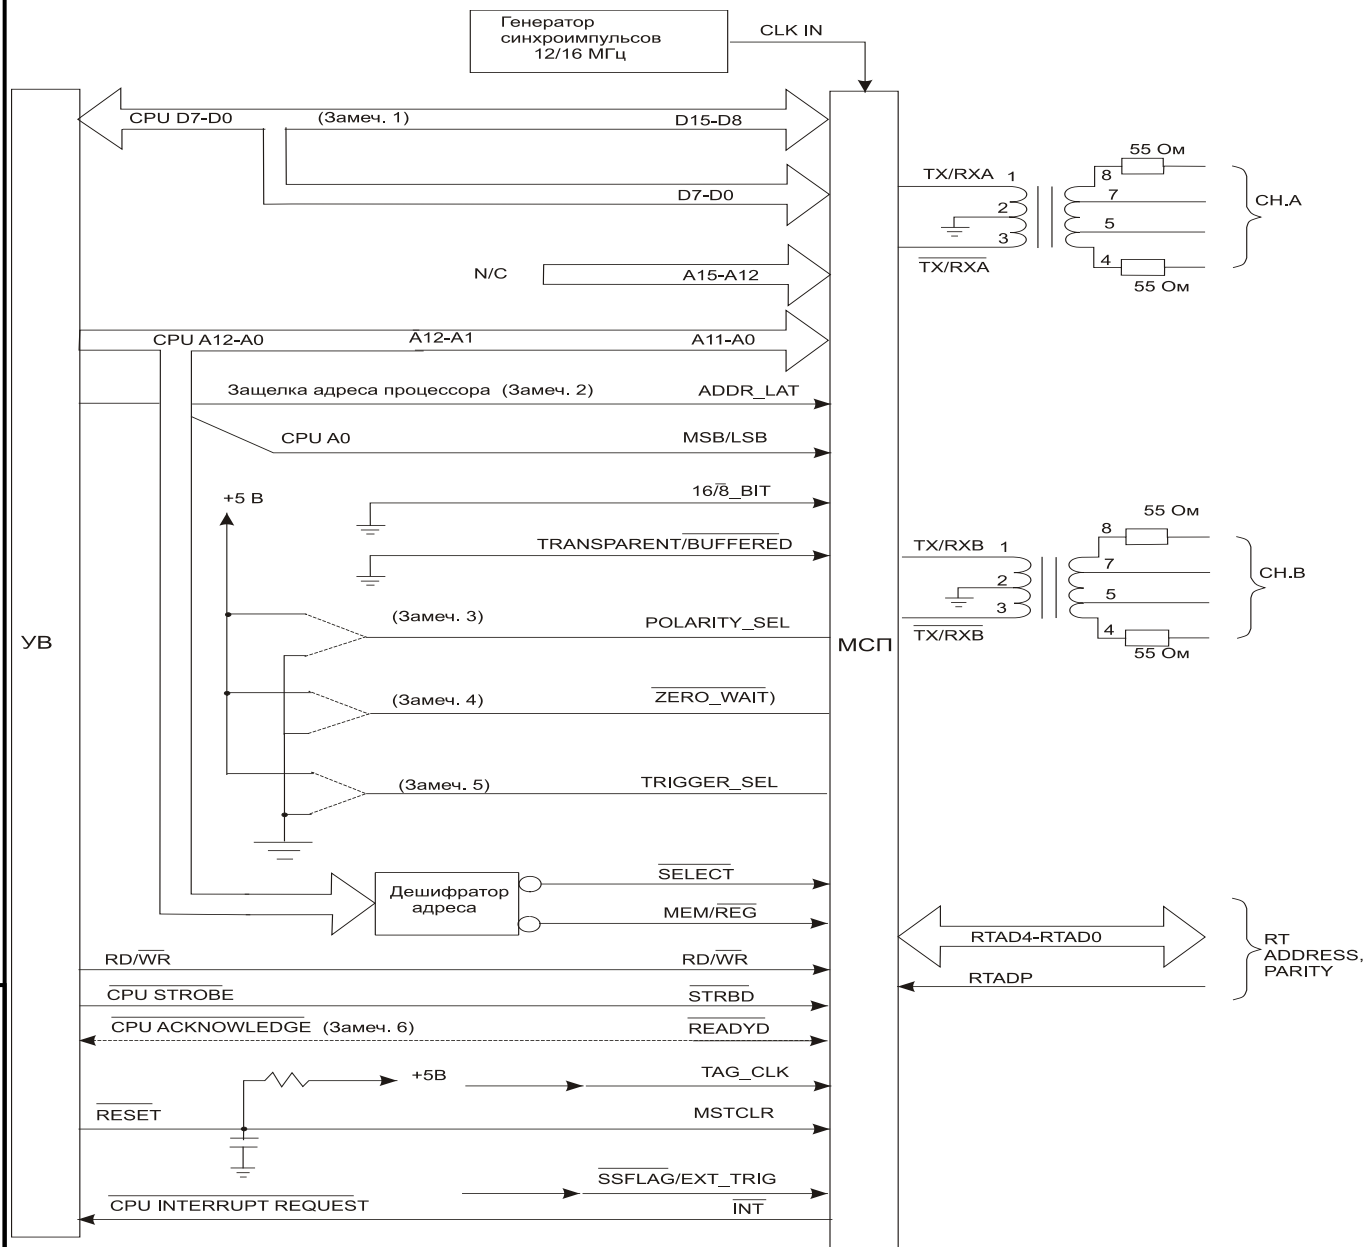 Генератор
синхроимпульсов
12/16 МГц
CLK IN
CPU D7-D0
(Замеч. 1)
D15-D8
D7-D0
N/C
A15-A12
CPU A12-A0
A12-A1
A11-A0
Защелка адреса процессора (Замеч. 2)
ADDR_LAT
CPU A0
MSB/LSB
16/8_BIT
+5 В
TRANSPARENT/BUFFERED
(Замеч. 3)
POLARITY_SEL
УВ
МСП
(Замеч. 4)
ZERO_WAIT)
(Замеч. 5)
TRIGGER_SEL
Дешифратор
адреса
SELECT
MEM/REG
RD/WR
RD/WR
CPU STROBE
STRBD
CPU ACKNOWLEDGE (Замеч. 6)
READYD
+5В
TAG_CLK
RESET
MSTCLR
SSFLAG/EXT_TRIG
CPU INTERRUPT REQUEST
INT
TX/RXA
1
2
3
TX/RXA
8
7
5
4
55 Ом
55 Ом
CH.A
TX/RXB
1
2
3
TX/RXB
8
7
5
4
55 Ом
55 Ом
CH.B
RTAD4-RTAD0
RTADP
RT
ADDRESS,
PARITY